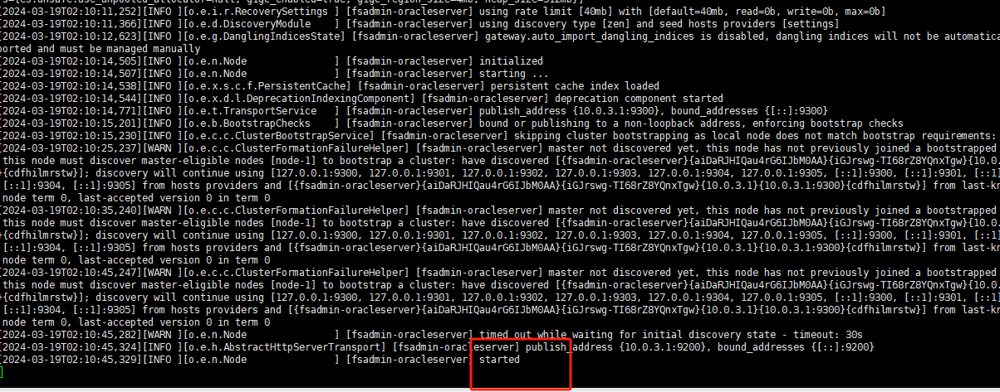 s={es.unsafe.use_unpooled_allocator=null, g1gc_enabled=true, g1gc_region_size=4mb, heap_size=512mb}]
[2024-03-19T02:10:11,252][INFO ][o.e.i.r.RecoverySettings ] [fsadmin-oracleserver] using rate limit [40mb] with [default=40mb, read=0b, write=0b, max=0b]
[2024-03-19T02:10:11,366][INFO ][o.e.d.DiscoveryModule    ] [fsadmin-oracleserver] using discovery type [zen] and seed hosts providers [settings]
[2024-03-19T02:10:12,623][INFO ][o.e.g.DanglingIndicesState] [fsadmin-oracleserver] gateway.auto_import_dangling_indices is disabled, dangling indices will not be automatica
ported and must be managed manually
[2024-03-19T02:10:14,505][INFO ][o.e.n.Node               ] [fsadmin-oracleserver] initialized
[2024-03-19T02:10:14,507][INFO ][o.e.n.Node               ] [fsadmin-oracleserver] starting ...
[2024-03-19T02:10:14,538][INFO ][o.e.x.s.c.f.PersistentCache] [fsadmin-oracleserver] persistent cache index loaded
[2024-03-19T02:10:14,544][INFO ][o.e.x.d.l.DeprecationIndexingComponent] [fsadmin-oracleserver] deprecation component started
[2024-03-19T02:10:14,771][INFO ][o.e.t.TransportService   ] [fsadmin-oracleserver] publish_address {10.0.3.1:9300}, bound_addresses {[::]:9300}
[2024-03-19T02:10:15,201][INFO ][o.e.b.BootstrapChecks    ] [fsadmin-oracleserver] bound or publishing to a non-loopback address, enforcing bootstrap checks
[2024-03-19T02:10:15,230][INFO ][o.e.c.c.ClusterBootstrapService] [fsadmin-oracleserver] skipping cluster bootstrapping as local node does not match bootstrap requirements:
[2024-03-19T02:10:25,237][WARN ][o.e.c.c.ClusterFormationFailureHelper] [fsadmin-oracleserver] master not discovered yet, this node has not previously joined a bootstrapped
this node must discover master-eligible nodes [node-1] to bootstrap a cluster: have discovered [{fsadmin-oracleserver}{aiDaRJHIQau4rG6IJbM0AA}{iGJrswg-TI68rZ8YQnxTgw}{10.0.
}{cdfhilmrstw}]; discovery will continue using [127.0.0.1:9300, 127.0.0.1:9301, 127.0.0.1:9302, 127.0.0.1:9303, 127.0.0.1:9304, 127.0.0.1:9305, [::1]:9300, [::1]:9301, [::1]
[::1]:9304, [::1]:9305] from hosts providers and [{fsadmin-oracleserver}{aiDaRJHIQau4rG6IJbM0AA}{iGJrswg-TI68rZ8YQnxTgw}{10.0.3.1}{10.0.3.1:9300}{cdfhilmrstw}] from last-kn
node term 0, last-accepted version 0 in term 0
[2024-03-19T02:10:35,240][WARN ][o.e.c.c.ClusterFormationFailureHelper] [fsadmin-oracleserver] master not discovered yet, this node has not previously joined a bootstrapped
this node must discover master-eligible nodes [node-1] to bootstrap a cluster: have discovered [{fsadmin-oracleserver}{aiDaRJHIQau4rG6IJbM0AA}{iGJrswg-TI68rZ8YQnxTgw}{10.0.
}{cdfhilmrstw}]; discovery will continue using [127.0.0.1:9300, 127.0.0.1:9301, 127.0.0.1:9302, 127.0.0.1:9303, 127.0.0.1:9304, 127.0.0.1:9305, [::1]:9300, [::1]:9301, [::1]
[::1]:9304, [::1]:9305] from hosts providers and [{fsadmin-oracleserver}{aiDaRJHIQau4rG6IJbM0AA}{iGJrswg-TI68rZ8YQnxTgw}{10.0.3.1}{10.0.3.1:9300}{cdfhilmrstw}] from last-kn
node term 0, last-accepted version 0 in term 0
[2024-03-19T02:10:45,247][WARN ][o.e.c.c.ClusterFormationFailureHelper] [fsadmin-oracleserver] master not discovered yet, this node has not previously joined a bootstrapped
this node must discover master-eligible nodes [node-1] to bootstrap a cluster: have discovered [{fsadmin-oracleserver}{aiDaRJHIQau4rG6IJbM0AA}{iGJrswg-TI68rZ8YQnxTgw}{10.0.
}{cdfhilmrstw}]; discovery will continue using [127.0.0.1:9300, 127.0.0.1:9301, 127.0.0.1:9302, 127.0.0.1:9303, 127.0.0.1:9304, 127.0.0.1:9305, [::1]:9300, [::1]:9301, [::1]
[::1]:9304, [::1]:9305] from hosts providers and [{fsadmin-oracleserver}{aiDaRJHIQau4rG6IJbM0AA}{iGJrswg-TI68rZ8YQnxTgw}{10.0.3.1}{10.0.3.1:9300}{cdfhilmrstw}] from last-kn
node term 0, last-accepted version 0 in term 0
[2024-03-19T02:10:45,282][WARN ][o.e.n.Node               ] [fsadmin-oracleserver] timed out while waiting for initial discovery state - timeout: 30s
[2024-03-19T02:10:45,324][INFO ][o.e.h.AbstractHttpServerTransport] [fsadmin-oracleserver] publish_address {10.0.3.1:9200}, bound_addresses {[::]:9200}
[2024-03-19T02:10:45,329][INFO ][o.e.n.Node               ] [fsadmin-oracleserver] started